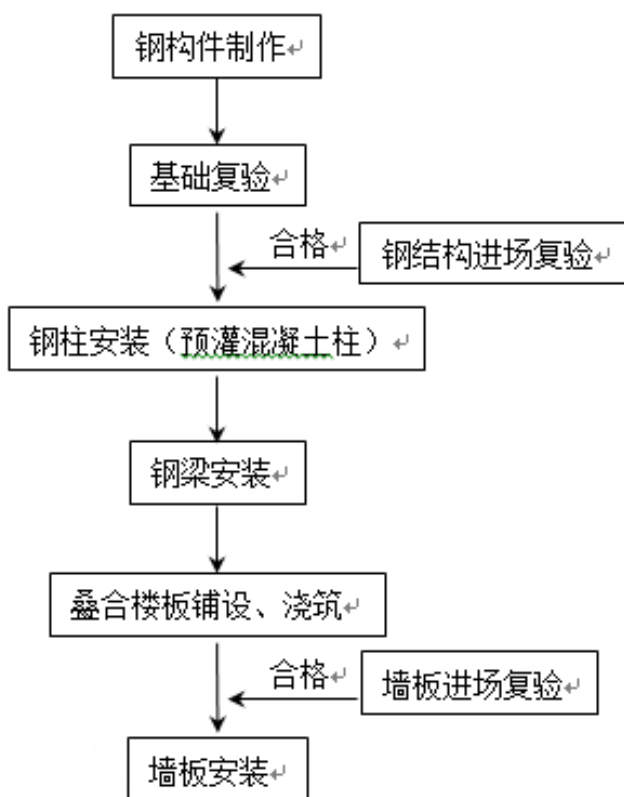 钢构件制作
基础复验
合格
钢结构进场复验
钢柱安装（预灌混凝土柱）
钢梁安装
叠合楼板铺设、浇筑
合格
墙板进场复验
墙板安装